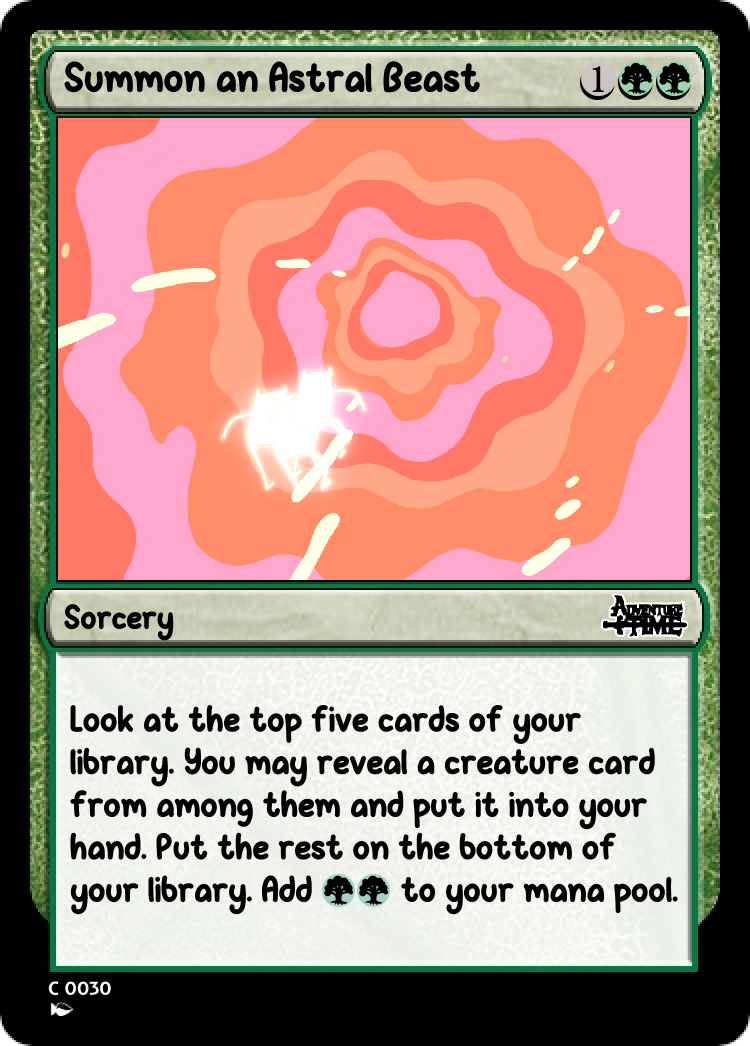 Summon an Astral Beast 1
Sorcery ADVENTURE TIME
Look at the top five cards of your
library. You may reveal a creature card
from among them and put it into your
hand. Put the rest on the bottom of
your library. Add to your mana pool.
C 0030